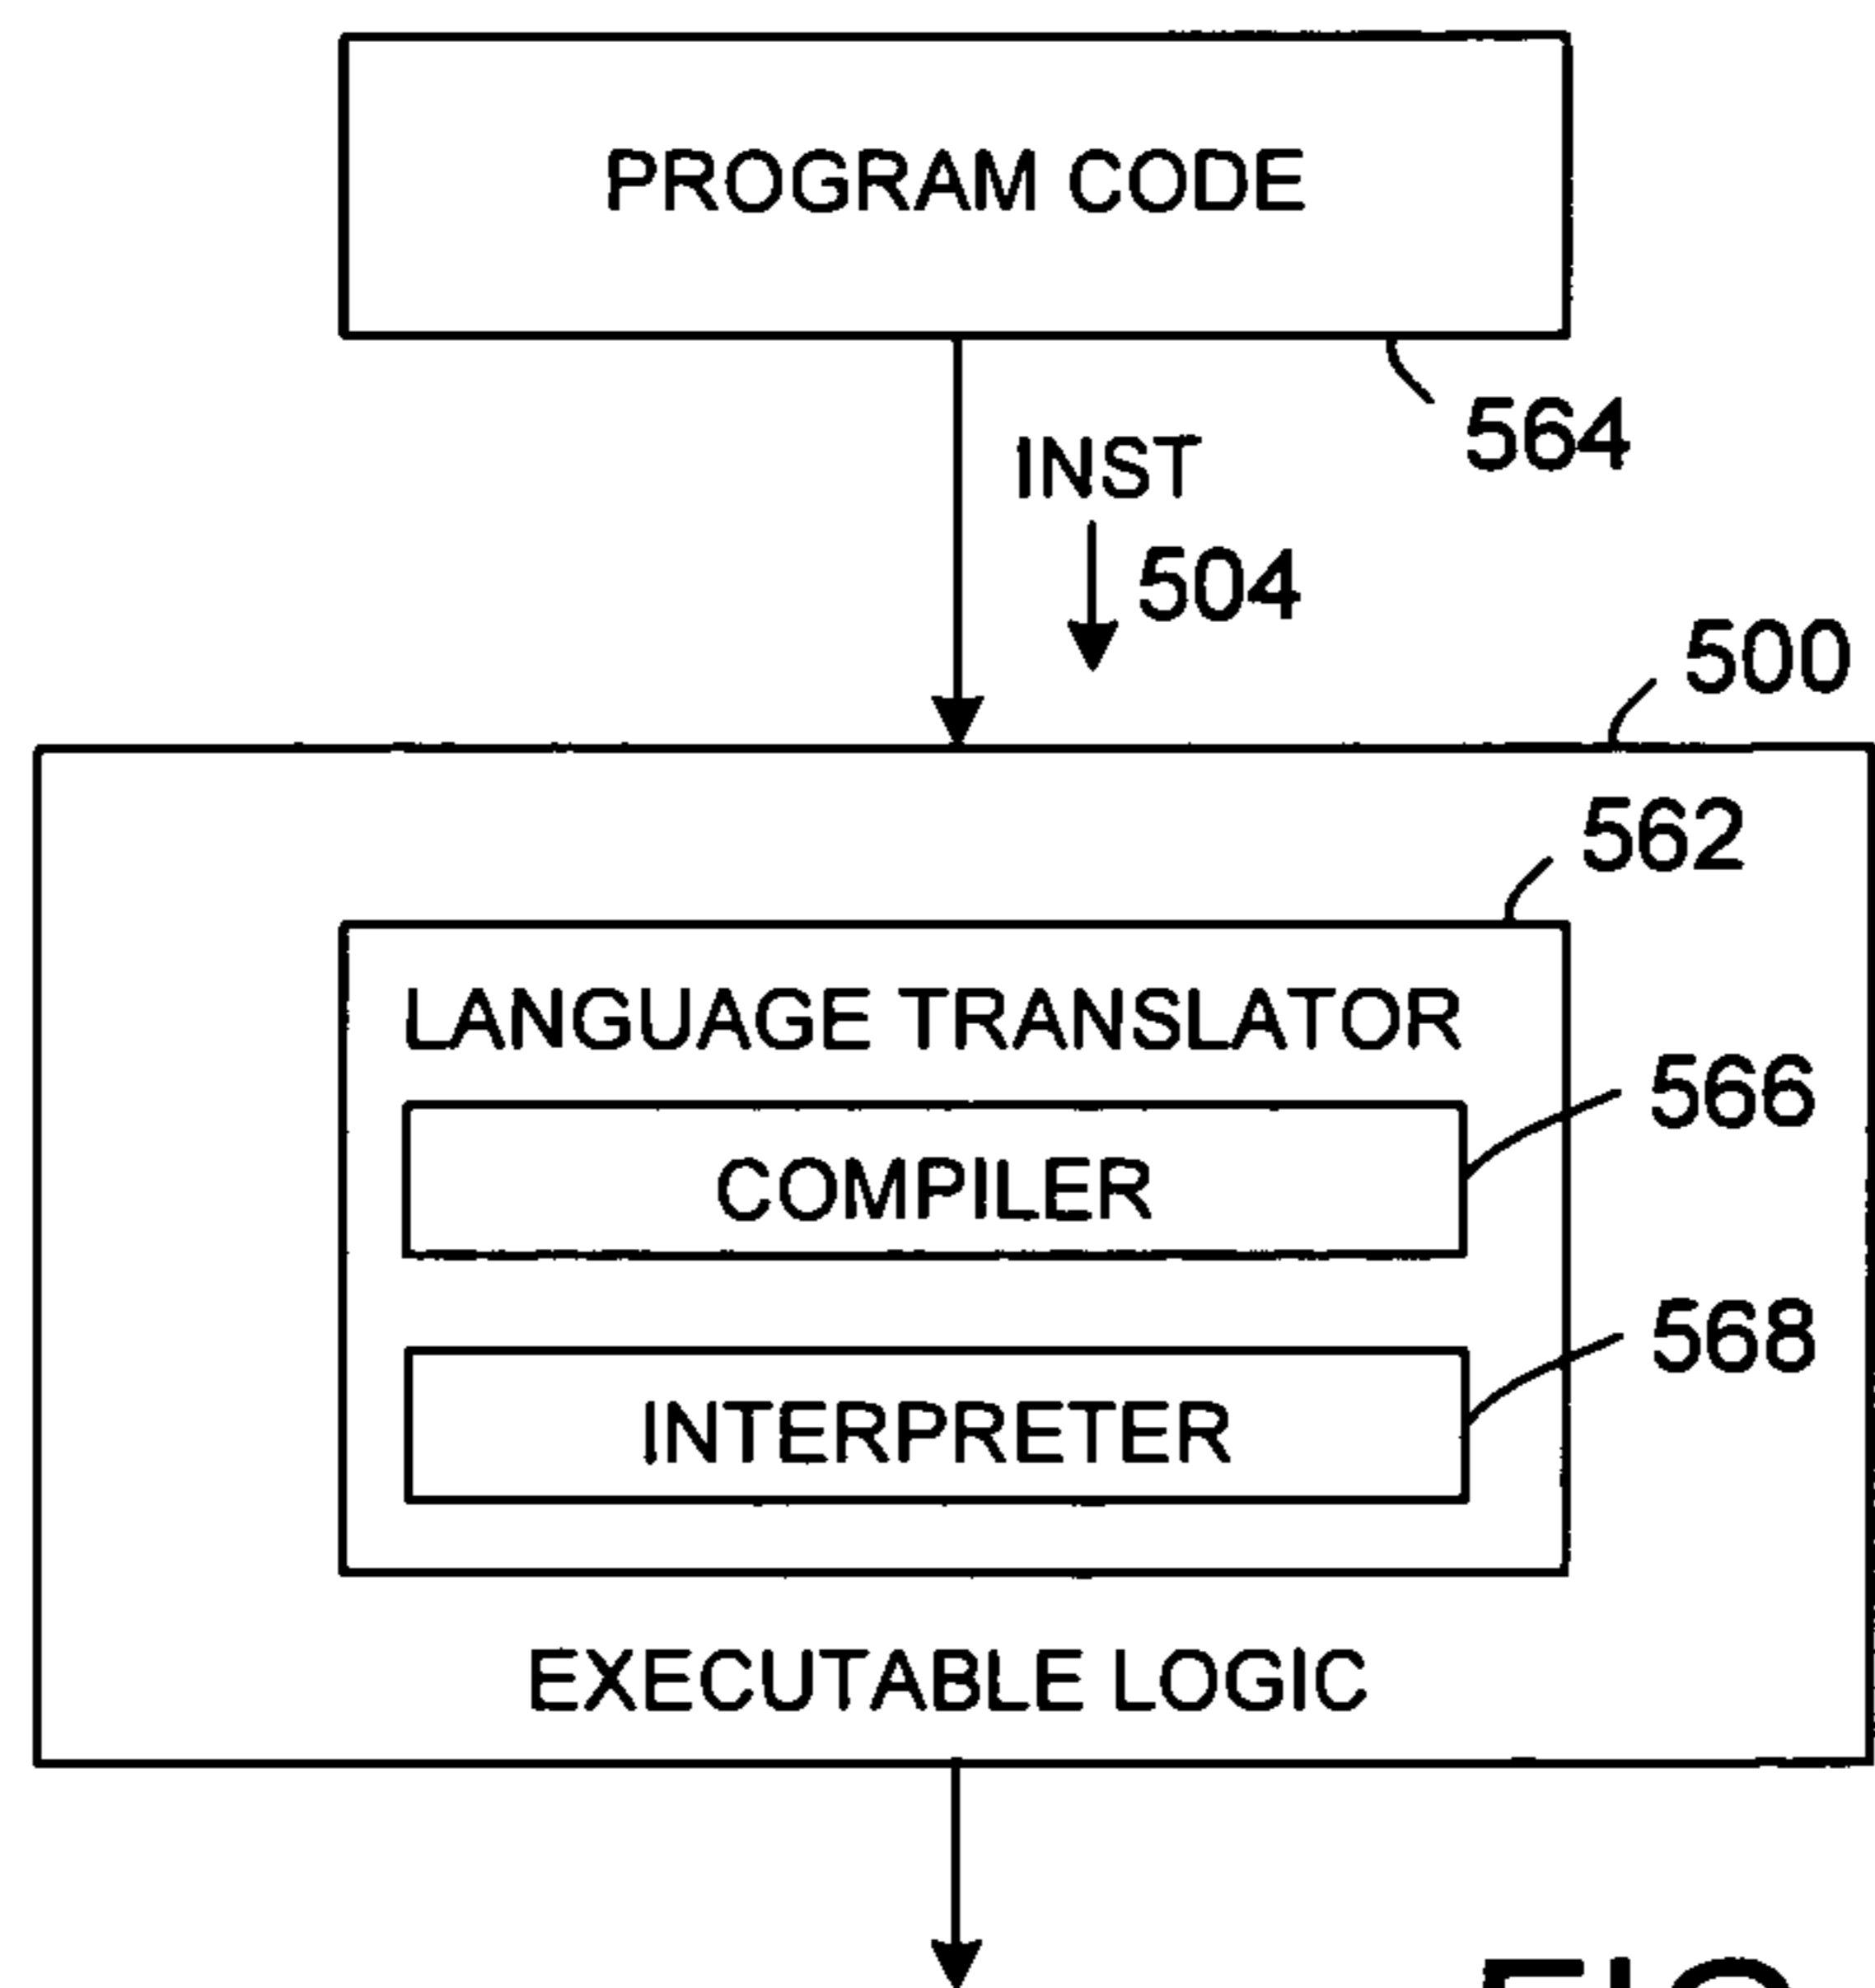 PROGRAM CODE
564
INST
504
500
562
LANGUAGE TRANSLATOR
566
COMPILER
568
INTERPRETER
EXECUTABLE LOGIC